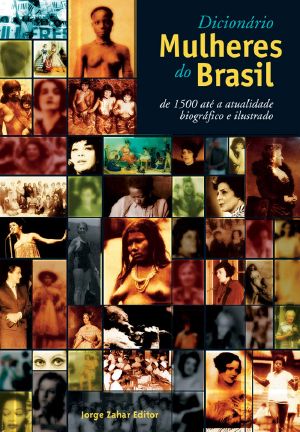 Dicionário
Mulheres
do Brasil
de 1500 até a atualidade
biográfico e ilustrado
Jorge Zahar Editor